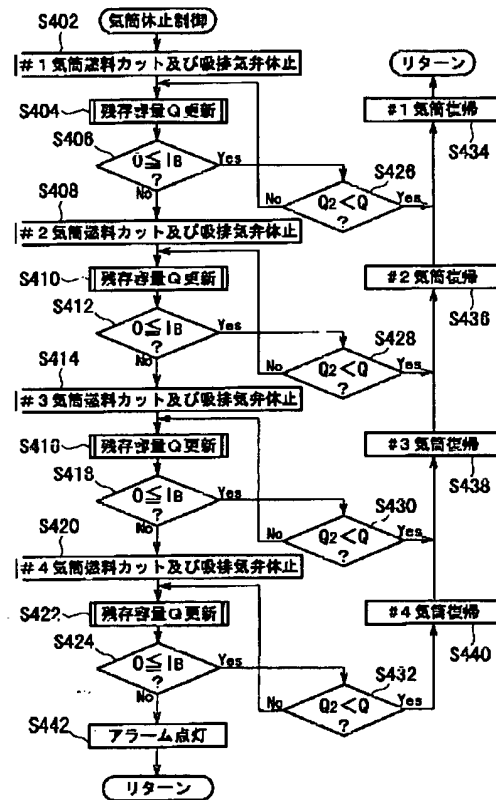 気筒休止制御
S402
#1気筒燃料カット及び吸排気弁休止
リターン
S404
残存容量Q更新
#1気筒復帰
S434
S406
0≦IB
?
Yes
No
S426
Q2<Q
?
No
Yes
S408
#2気筒燃料カット及び吸排気弁休止
S410
残存容量Q更新
#2気筒復帰
S436
S412
0≦IB
?
Yes
No
S428
Q2<Q
?
No
Yes
S414
#3気筒燃料カット及び吸排気弁休止
S416
残存容量Q更新
#3気筒復帰
S438
S418
0≦IB
?
Yes
No
S430
Q2<Q
?
No
Yes
S420
#4気筒燃料カット及び吸排気弁休止
S422
残存容量Q更新
#4気筒復帰
S440
S424
0≦IB
?
Yes
No
S432
Q2<Q
?
No
Yes
S442
アラーム点灯
リターン